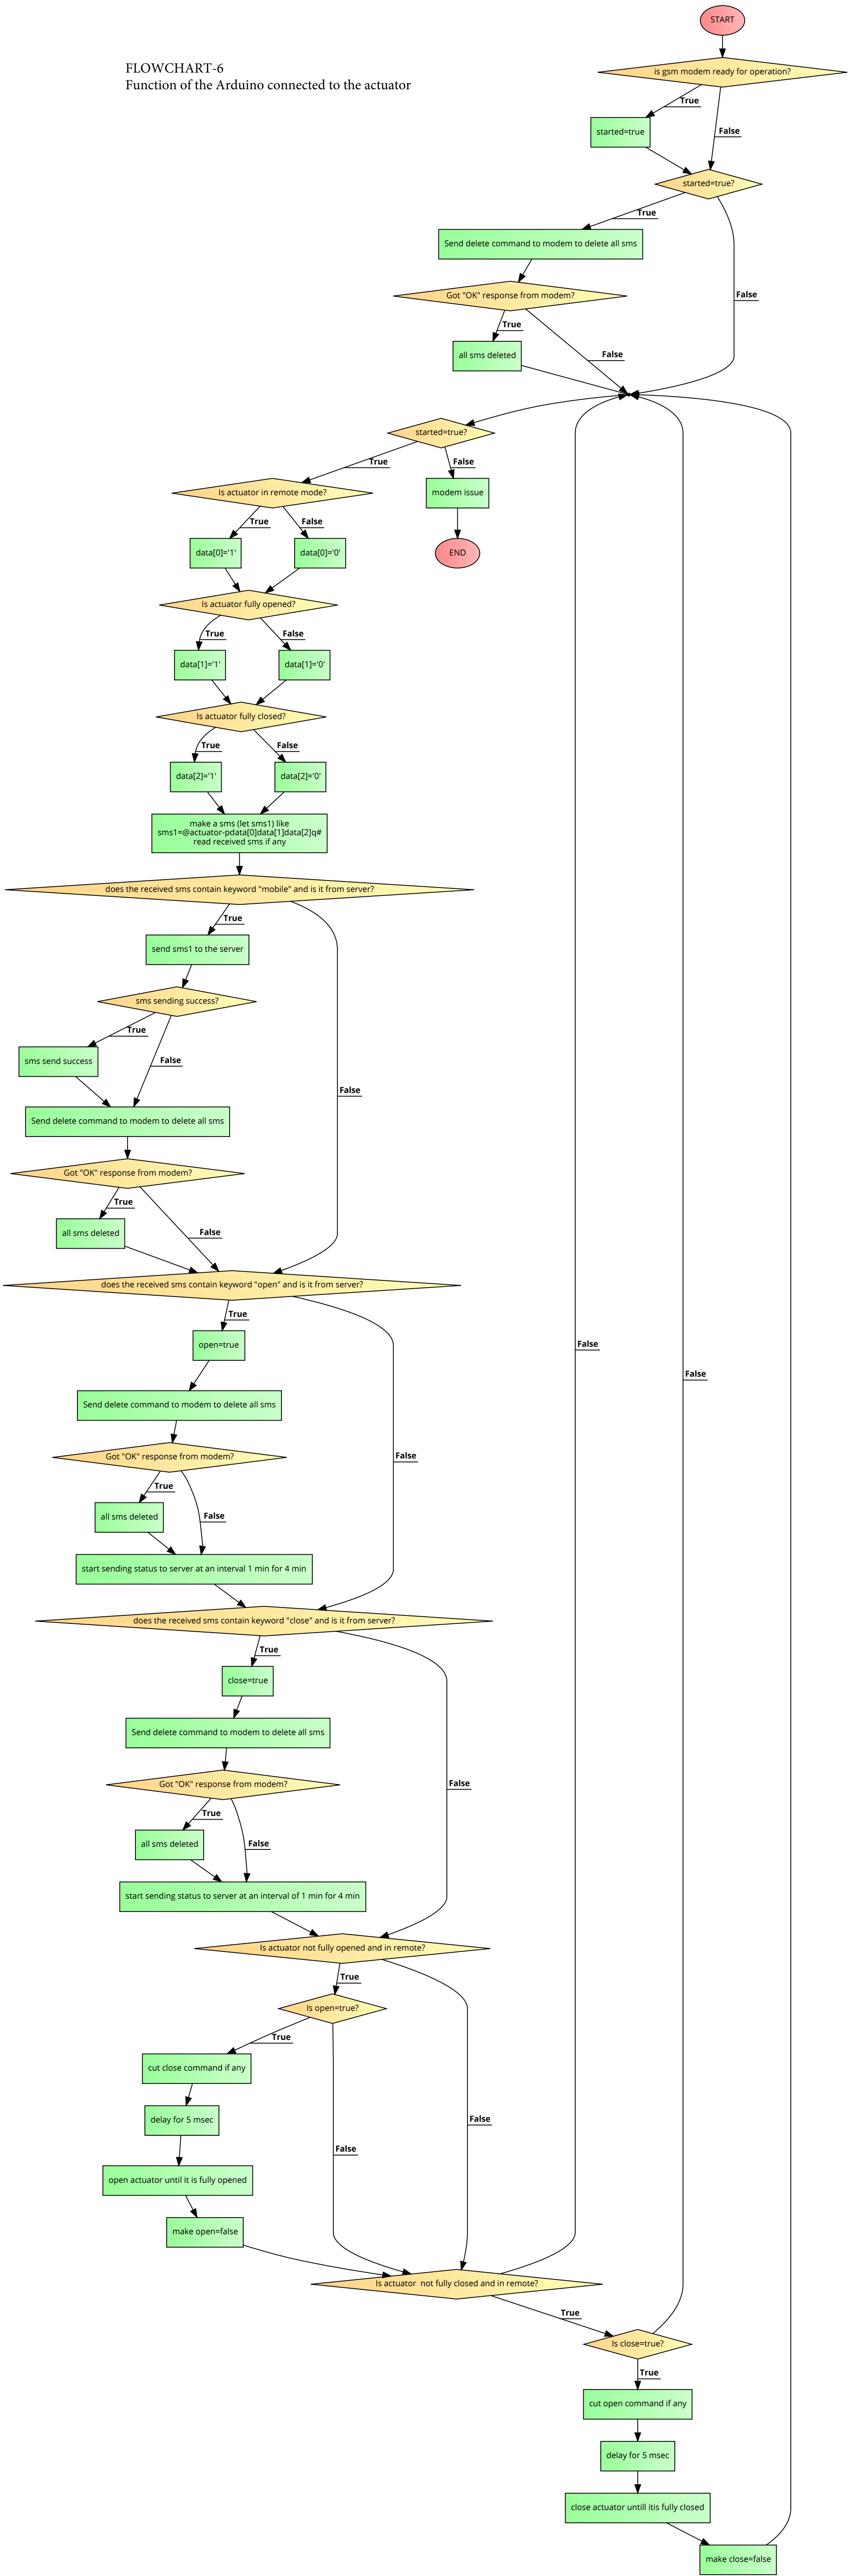 START
FLOWCHART-6
Function of the Arduino connected to the actuator
is gsm modem ready for operation?
True
started=true
False
started=true?
True
Send delete command to modem to delete all sms
Got "OK" response from modem?
False
True
all sms deleted
False
started=true?
True
False
Is actuator in remote mode?
modem issue
True
False
data[0]='1'
data[0]='0'
END
Is actuator fully opened?
True
False
data[1]='1'
data[1]='0'
Is actuator fully closed?
True
False
data[2]='1'
data[2]='0'
make a sms (let sms1) like
sms1=@actuator-pdata[0]data[1]data[2]q#
read received sms if any
does the received sms contain keyword "mobile" and is it from server?
True
send sms1 to the server
sms sending success?
True
sms send success
False
False
Send delete command to modem to delete all sms
Got "OK" response from modem?
True
all sms deleted
False
does the received sms contain keyword "open" and is it from server?
True
open=true
False
False
Send delete command to modem to delete all sms
Got "OK" response from modem?
False
True
all sms deleted
False
start sending status to server at an interval 1 min for 4 min
does the received sms contain keyword "close" and is it from server?
True
close=true
Send delete command to modem to delete all sms
Got "OK" response from modem?
False
True
all sms deleted
False
start sending status to server at an interval of 1 min for 4 min
Is actuator not fully opened and in remote?
True
Is open=true?
True
cut close command if any
delay for 5 msec
False
False
open actuator until it is fully opened
make open=false
Is actuator  not fully closed and in remote?
True
Is close=true?
True
cut open command if any
delay for 5 msec
close actuator untill itis fully closed
make close=false